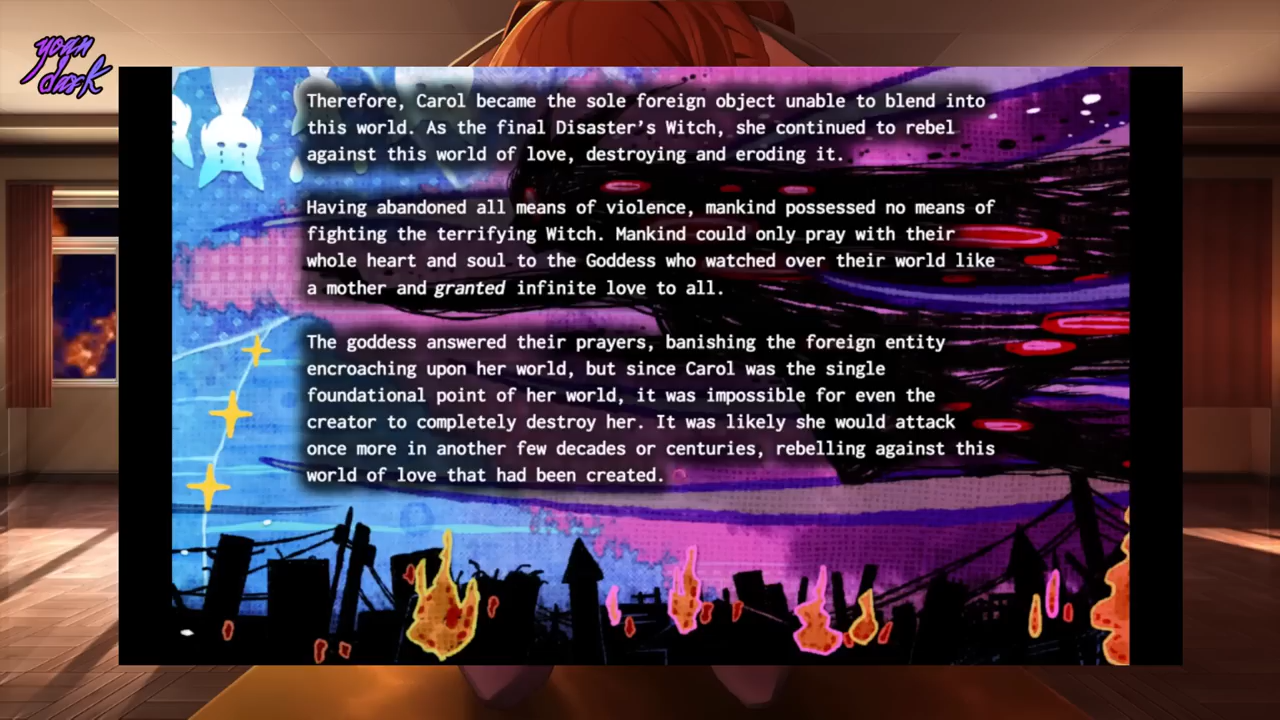 yoan
dark
Therefore, Carol became the sole foreign object unable to blend into
this world. As the final Disaster's Witch, she continued to rebel
against this world of love, destroying and eroding it.
Having abandoned all means of violence, mankind possessed no means of
fighting the terrifying Witch. Mankind could only pray with their
whole heart and soul to the Goddess who watched over their world like
a mother and granted infinite love to all.
The goddess answered their prayers, banishing the foreign entity
encroaching upon her world, but since Carol was the single
foundational point of her world, it was impossible for even the
creator to completely destroy her. It was likely she would attack
once more in another few decades or centuries, rebelling against this
world of love that had been created.